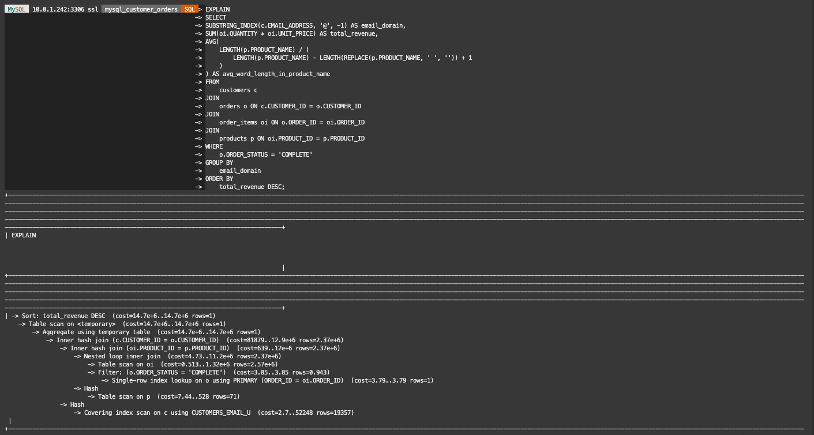 MySQL 10.0.1.242:3306 ssl mysql_customer_orders SQL > EXPLAIN
-> SELECT
-> SUBSTRING_INDEX(c.EMAIL_ADDRESS, '@', -1) AS email_domain,
-> SUM(oi.QUANTITY * oi.UNIT_PRICE) AS total_revenue,
-> AVG(
-> LENGTH(p.PRODUCT_NAME) / (
-> LENGTH(p.PRODUCT_NAME) - LENGTH(REPLACE(p.PRODUCT_NAME, ' ', '')) + 1
-> )
-> ) AS avg_word_length_in_product_name
-> FROM
-> customers c
-> JOIN
-> orders o ON c.CUSTOMER_ID = o.CUSTOMER_ID
-> JOIN
-> order_items oi ON o.ORDER_ID = oi.ORDER_ID
-> JOIN
-> products p ON oi.PRODUCT_ID = p.PRODUCT_ID
-> WHERE
-> o.ORDER_STATUS = 'COMPLETE'
-> GROUP BY
-> email_domain
-> ORDER BY
-> total_revenue DESC;
| EXPLAIN
|
| -> Sort: total_revenue DESC (cost=14.7e+6..14.7e+6 rows=1)
-> Table scan on <temporary> (cost=14.7e+6..14.7e+6 rows=1)
-> Aggregate using temporary table (cost=14.7e+6..14.7e+6 rows=1)
-> Inner hash join (c.CUSTOMER_ID = o.CUSTOMER_ID) (cost=81879..12.9e+6 rows=2.37e+6)
-> Inner hash join (oi.PRODUCT_ID = p.PRODUCT_ID) (cost=639..12e+6 rows=2.37e+6)
-> Nested loop inner join (cost=4.73..11.2e+6 rows=2.37e+6)
-> Table scan on oi (cost=0.513..1.32e+6 rows=2.57e+6)
-> Filter: (o.ORDER_STATUS = 'COMPLETE') (cost=3.85..3.85 rows=0.943)
-> Single-row index lookup on o using PRIMARY (ORDER_ID = oi.ORDER_ID) (cost=3.79..3.79 rows=1)
-> Hash
-> Table scan on p (cost=7.44..528 rows=71)
-> Hash
-> Covering index scan on c using CUSTOMERS_EMAIL_U (cost=2.7..52248 rows=19357)
|